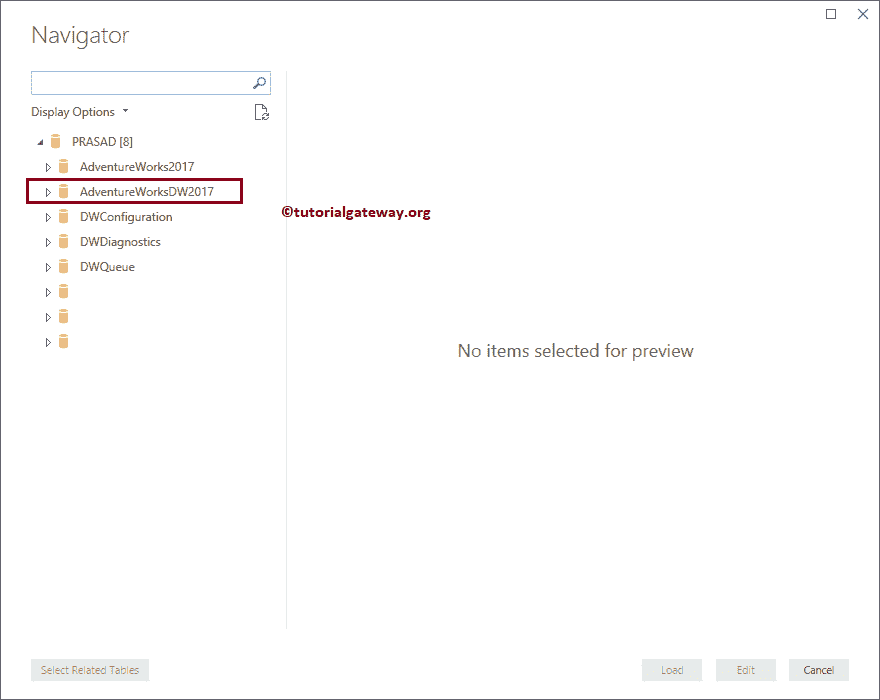 Navigator
Display Options
PRASAD [8]
AdventureWorks2017
AdventureWorksDW2017
DWConfiguration
DWDiagnostics
DWQueue
©tutorialgateway.org
No items selected for preview
Select Related Tables
Load
Edit
Cancel